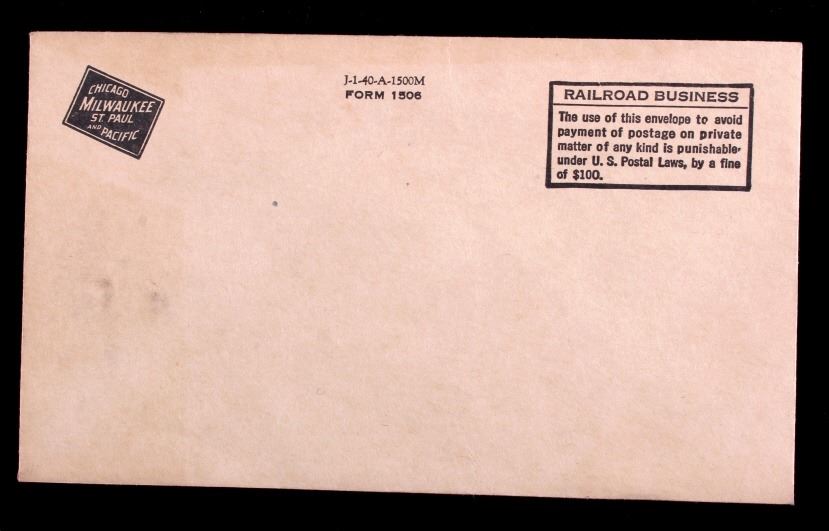 CHICAGO
MILWAUKEE
ST. PAUL
AND PACIFIC
J-1-40-A-1500M
FORM 1506
RAILROAD BUSINESS
The use of this envelope to avoid
payment of postage on private
matter of any kind is punishable
under U. S. Postal Laws, by a fine
of $100.